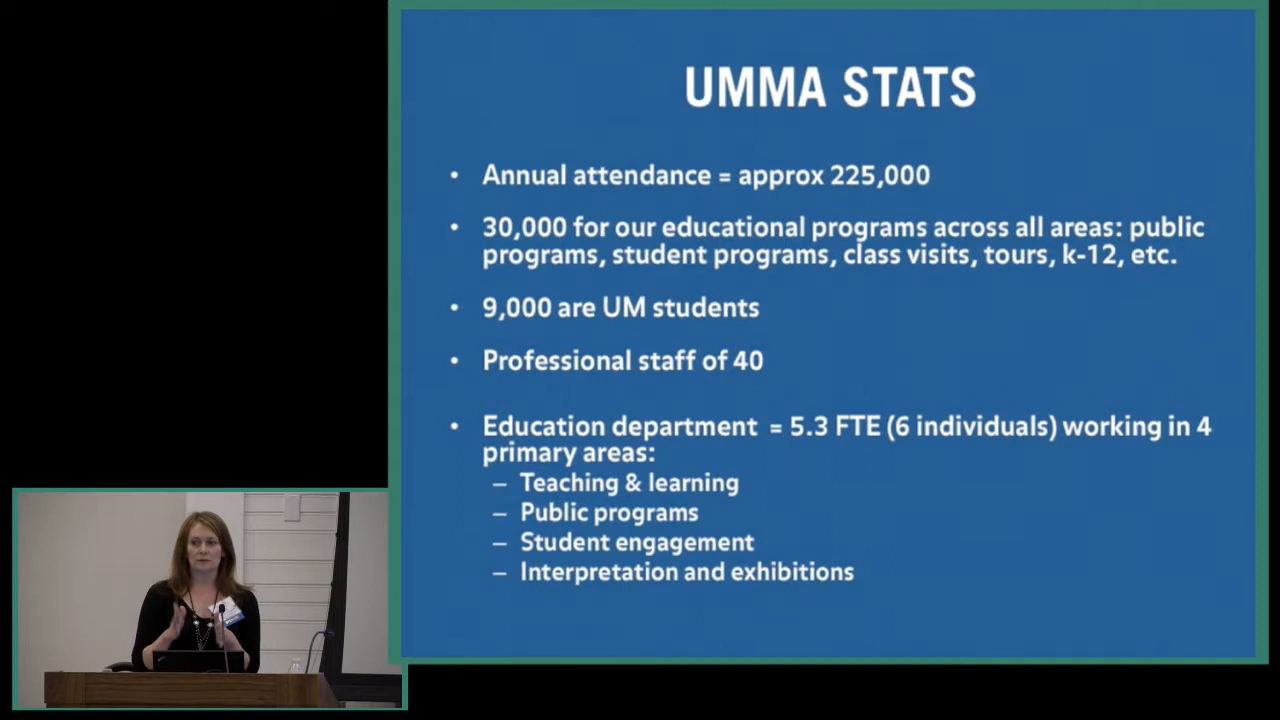 UMMA STATS
• Annual attendance = approx 225,000
• 30,000 for our educational programs across all areas: public
programs, student programs, class visits, tours, k-12, etc.
• 9,000 are UM students
• Professional staff of 40
• Education department = 5.3 FTE (6 individuals) working in 4
primary areas:
– Teaching & learning
– Public programs
– Student engagement
– Interpretation and exhibitions